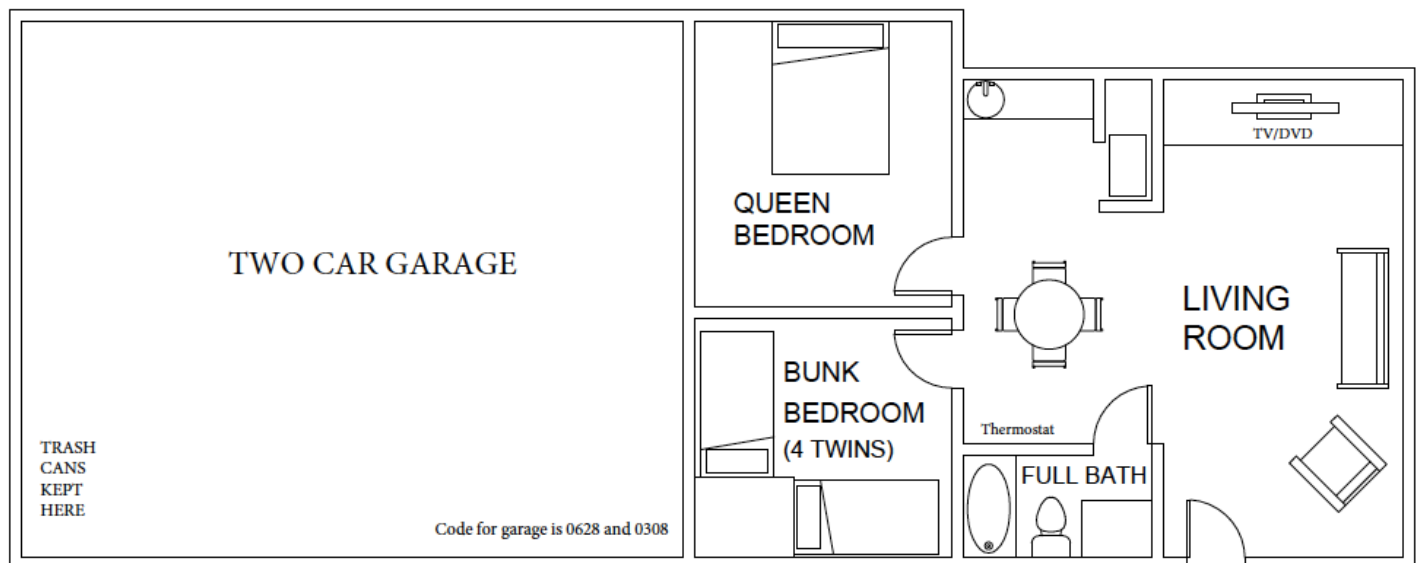 TWO CAR GARAGE
TRASH
CANS
KEPT
HERE
Code for garage is 0628 and 0308
QUEEN
BEDROOM
BUNK
BEDROOM
(4 TWINS)
Thermostat
FULL BATH
TV/DVD
LIVING
ROOM